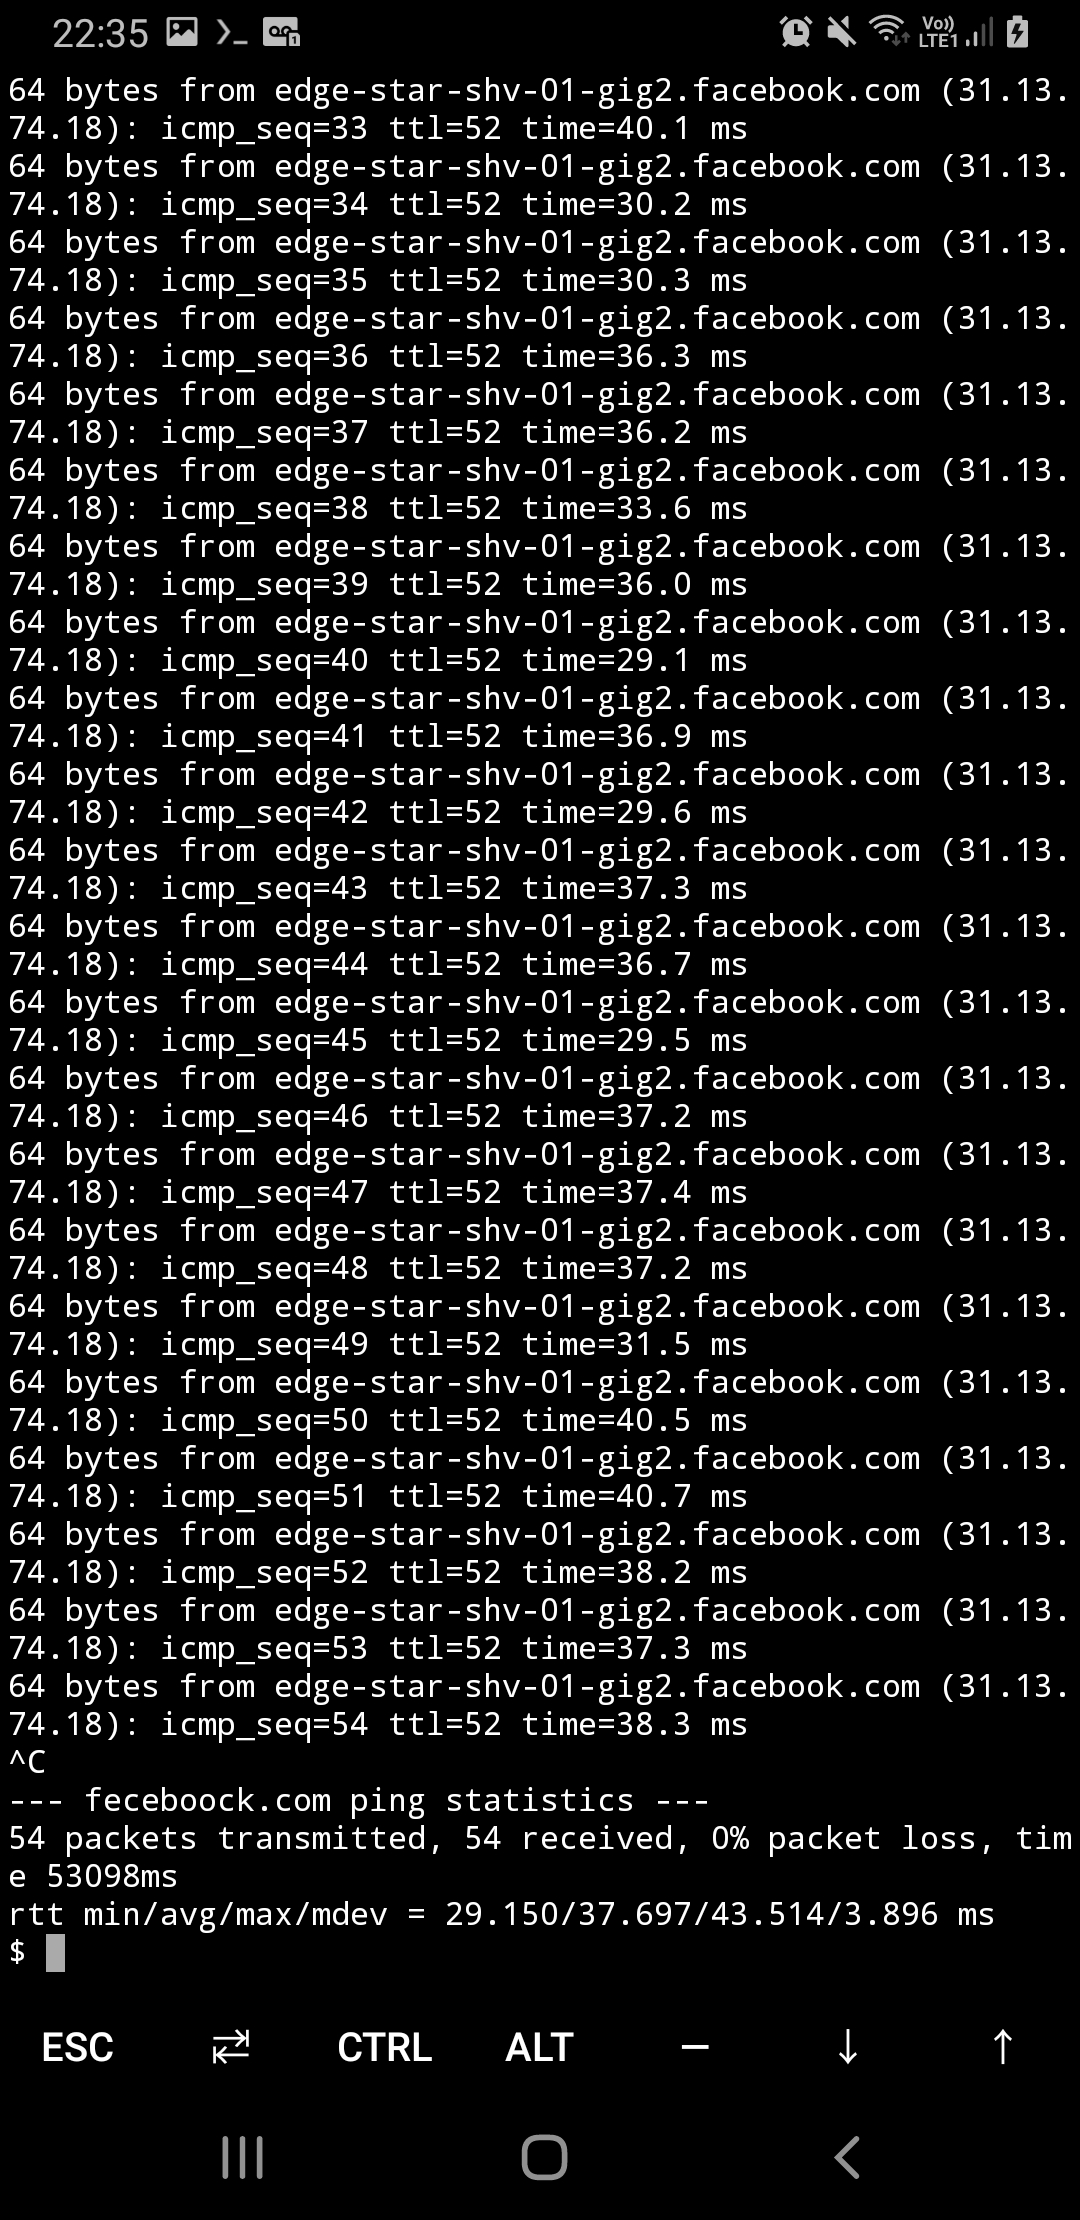 22:35
Vo))
LTE1
64 bytes from edge-star-shv-01-gig2.facebook.com (31.13.
74.18): icmp_seq=33 ttl=52 time=40.1 ms
64 bytes from edge-star-shv-01-gig2.facebook.com (31.13.
74.18): icmp_seq=34 ttl=52 time=30.2 ms
64 bytes from edge-star-shv-01-gig2.facebook.com (31.13.
74.18): icmp_seq=35 ttl=52 time=30.3 ms
64 bytes from edge-star-shv-01-gig2.facebook.com (31.13.
74.18): icmp_seq=36 ttl=52 time=36.3 ms
64 bytes from edge-star-shv-01-gig2.facebook.com (31.13.
74.18): icmp_seq=37 ttl=52 time=36.2 ms
64 bytes from edge-star-shv-01-gig2.facebook.com (31.13.
74.18): icmp_seq=38 ttl=52 time=33.6 ms
64 bytes from edge-star-shv-01-gig2.facebook.com (31.13.
74.18): icmp_seq=39 ttl=52 time=36.0 ms
64 bytes from edge-star-shv-01-gig2.facebook.com (31.13.
74.18): icmp_seq=40 ttl=52 time=29.1 ms
64 bytes from edge-star-shv-01-gig2.facebook.com (31.13.
74.18): icmp_seq=41 ttl=52 time=36.9 ms
64 bytes from edge-star-shv-01-gig2.facebook.com (31.13.
74.18): icmp_seq=42 ttl=52 time=29.6 ms
64 bytes from edge-star-shv-01-gig2.facebook.com (31.13.
74.18): icmp_seq=43 ttl=52 time=37.3 ms
64 bytes from edge-star-shv-01-gig2.facebook.com (31.13.
74.18): icmp_seq=44 ttl=52 time=36.7 ms
64 bytes from edge-star-shv-01-gig2.facebook.com (31.13.
74.18): icmp_seq=45 ttl=52 time=29.5 ms
64 bytes from edge-star-shv-01-gig2.facebook.com (31.13.
74.18): icmp_seq=46 ttl=52 time=37.2 ms
64 bytes from edge-star-shv-01-gig2.facebook.com (31.13.
74.18): icmp_seq=47 ttl=52 time=37.4 ms
64 bytes from edge-star-shv-01-gig2.facebook.com (31.13.
74.18): icmp_seq=48 ttl=52 time=37.2 ms
64 bytes from edge-star-shv-01-gig2.facebook.com (31.13.
74.18): icmp_seq=49 ttl=52 time=31.5 ms
64 bytes from edge-star-shv-01-gig2.facebook.com (31.13.
74.18): icmp_seq=50 ttl=52 time=40.5 ms
64 bytes from edge-star-shv-01-gig2.facebook.com (31.13.
74.18): icmp_seq=51 ttl=52 time=40.7 ms
64 bytes from edge-star-shv-01-gig2.facebook.com (31.13.
74.18): icmp_seq=52 ttl=52 time=38.2 ms
64 bytes from edge-star-shv-01-gig2.facebook.com (31.13.
74.18): icmp_seq=53 ttl=52 time=37.3 ms
64 bytes from edge-star-shv-01-gig2.facebook.com (31.13.
74.18): icmp_seq=54 ttl=52 time=38.3 ms
^C
--- feceboock.com ping statistics ---
54 packets transmitted, 54 received, 0% packet loss, tim
e 53098ms
rtt min/avg/max/mdev = 29.150/37.697/43.514/3.896 ms
$
ESC ⇄ CTRL ALT — ↓ ↑